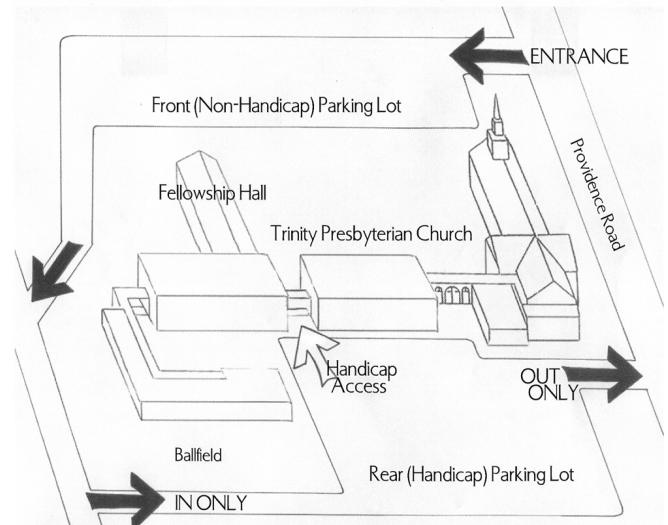 ENTRANCE
Front (Non-Handicap) Parking Lot
Providence Road
Fellowship Hall
Trinity Presbyterian Church
Handicap
Access
OUT
ONLY
Ballfield
Rear (Handicap) Parking Lot
IN ONLY